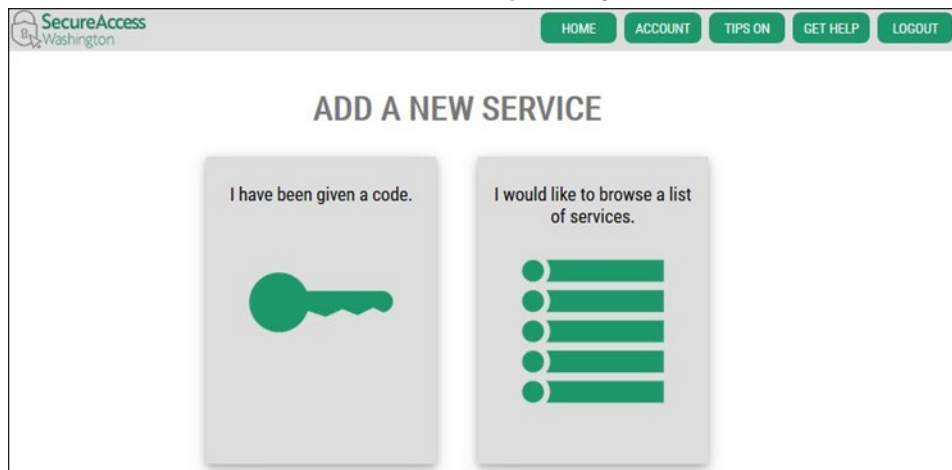 SecureAccess
Washington
HOME ACCOUNT TIPS ON GET HELP LOGOUT
ADD A NEW SERVICE
I have been given a code.
I would like to browse a list
of services.